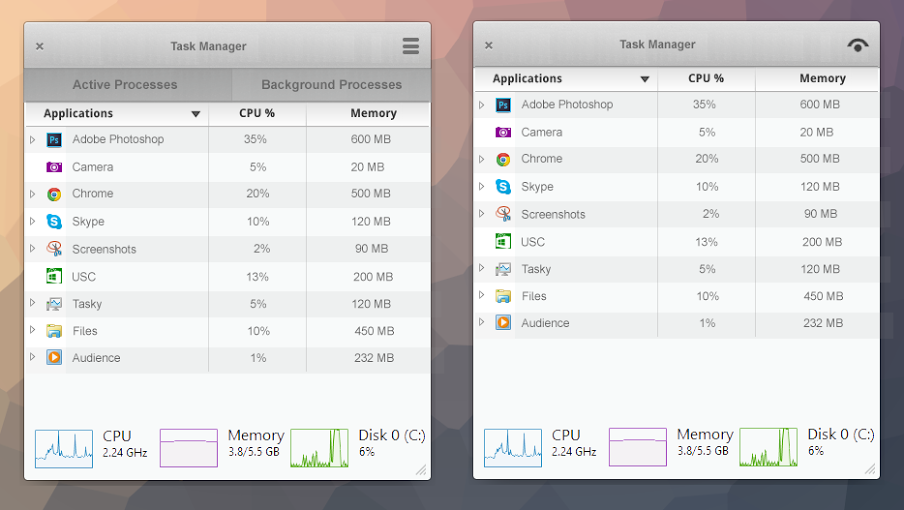 Task Manager
Active Processes Background Processes
Applications CPU % Memory
Ps Adobe Photoshop 35% 600 MB
Camera 5% 20 MB
Chrome 20% 500 MB
S Skype 10% 120 MB
Screenshots 2% 90 MB
USC 13% 200 MB
Tasky 5% 120 MB
Files 10% 450 MB
Audience 1% 232 MB
CPU Memory Disk 0 (C:)
2.24 GHz 3.8/5.5 GB 6%
Task Manager
Applications CPU % Memory
Ps Adobe Photoshop 35% 600 MB
Camera 5% 20 MB
Chrome 20% 500 MB
S Skype 10% 120 MB
Screenshots 2% 90 MB
USC 13% 200 MB
Tasky 5% 120 MB
Files 10% 450 MB
Audience 1% 232 MB
CPU Memory Disk 0 (C:)
2.24 GHz 3.8/5.5 GB 6%